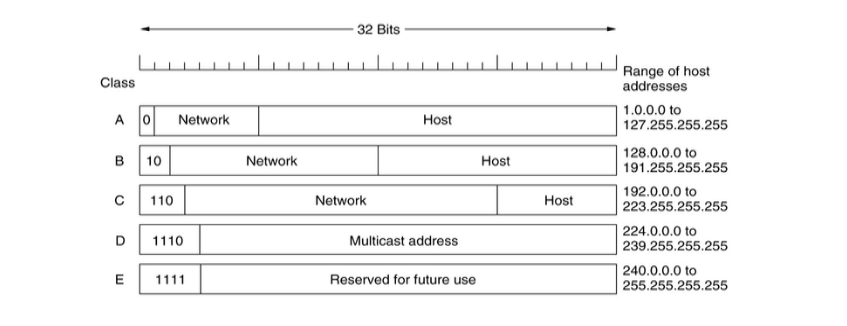 32 Bits
Class
Range of host
addresses
A 0 Network Host 1.0.0.0 to
127.255.255.255
B 10 Network Host 128.0.0.0 to
191.255.255.255
C 110 Network Host 192.0.0.0 to
223.255.255.255
D 1110 Multicast address 224.0.0.0 to
239.255.255.255
E 1111 Reserved for future use 240.0.0.0 to
255.255.255.255